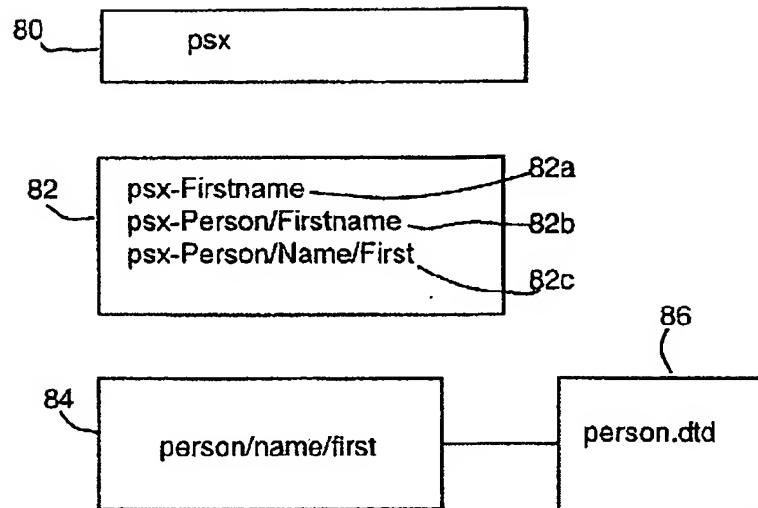 80
psx
82
psx-Firstname
82a
psx-Person/Firstname
82b
psx-Person/Name/First
82c
86
84
person/name/first
person.dtd